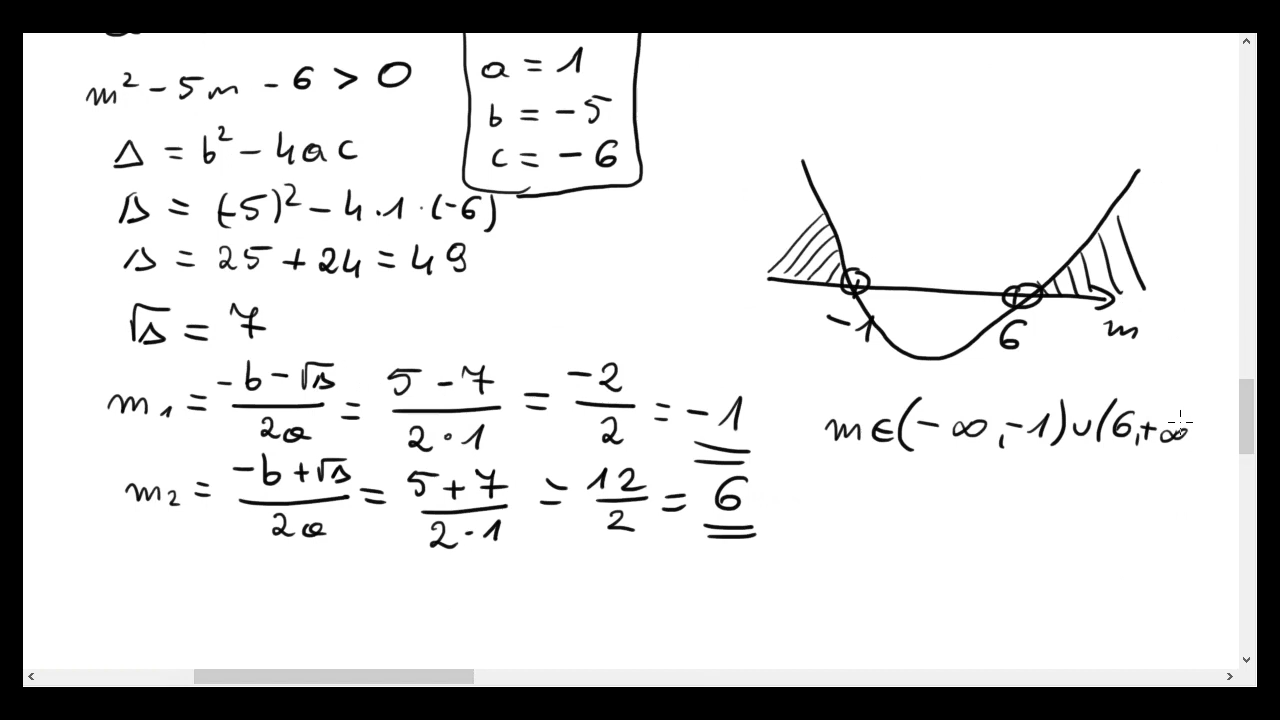 m² - 5m - 6 > 0
a = 1
b = -5
c = -6
Δ = b² - 4ac
Δ = (-5)² - 4·1·(-6)
Δ = 25 + 24 = 49
√Δ = 7
m₁ = (-b - √Δ)/(2a) = (5 - 7)/(2·1) = (-2)/2 = -1
m₂ = (-b + √Δ)/(2a) = (5 + 7)/(2·1) = 12/2 = 6
-1 6 m
m ∈ (-∞, -1) ∪ (6, +∞